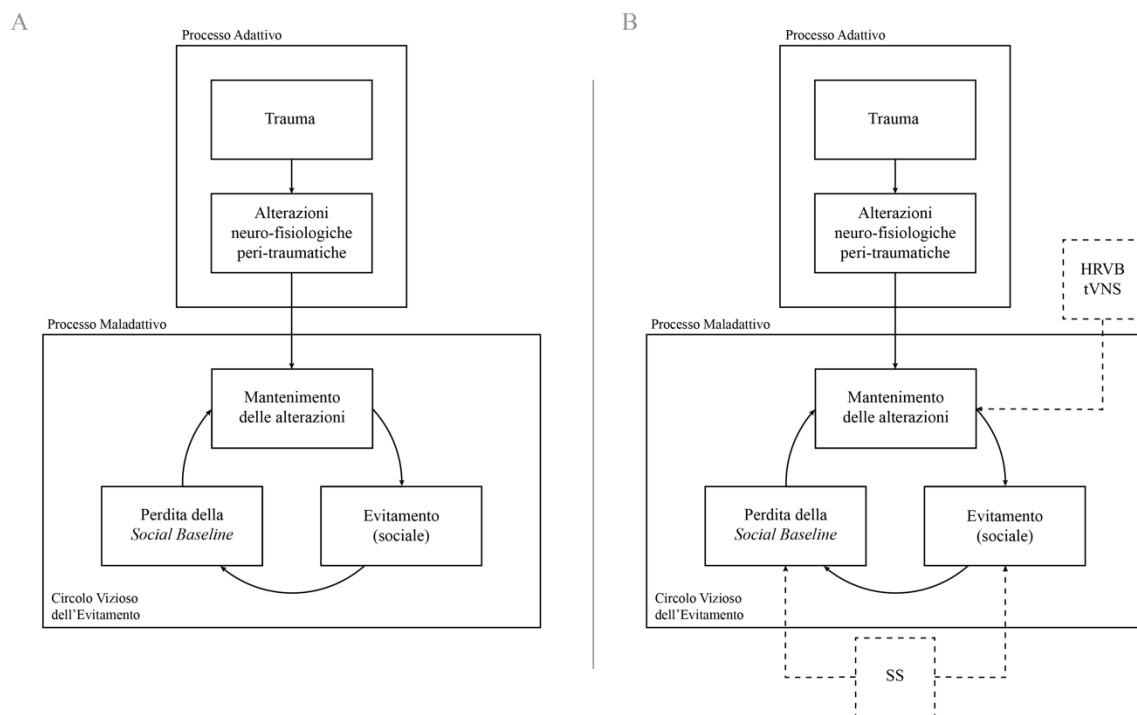 A
Processo Adattivo
Trauma
Alterazioni
neuro-fisiologiche
peri-traumatiche
Processo Maladattivo
Mantenimento
delle alterazioni
Perdita della
Social Baseline
Evitamento
(sociale)
Circolo Vizioso
dell'Evitamento
B
Processo Adattivo
Trauma
Alterazioni
neuro-fisiologiche
peri-traumatiche
HRVB
tVNS
Processo Maladattivo
Mantenimento
delle alterazioni
Perdita della
Social Baseline
Evitamento
(sociale)
Circolo Vizioso
dell'Evitamento
SS